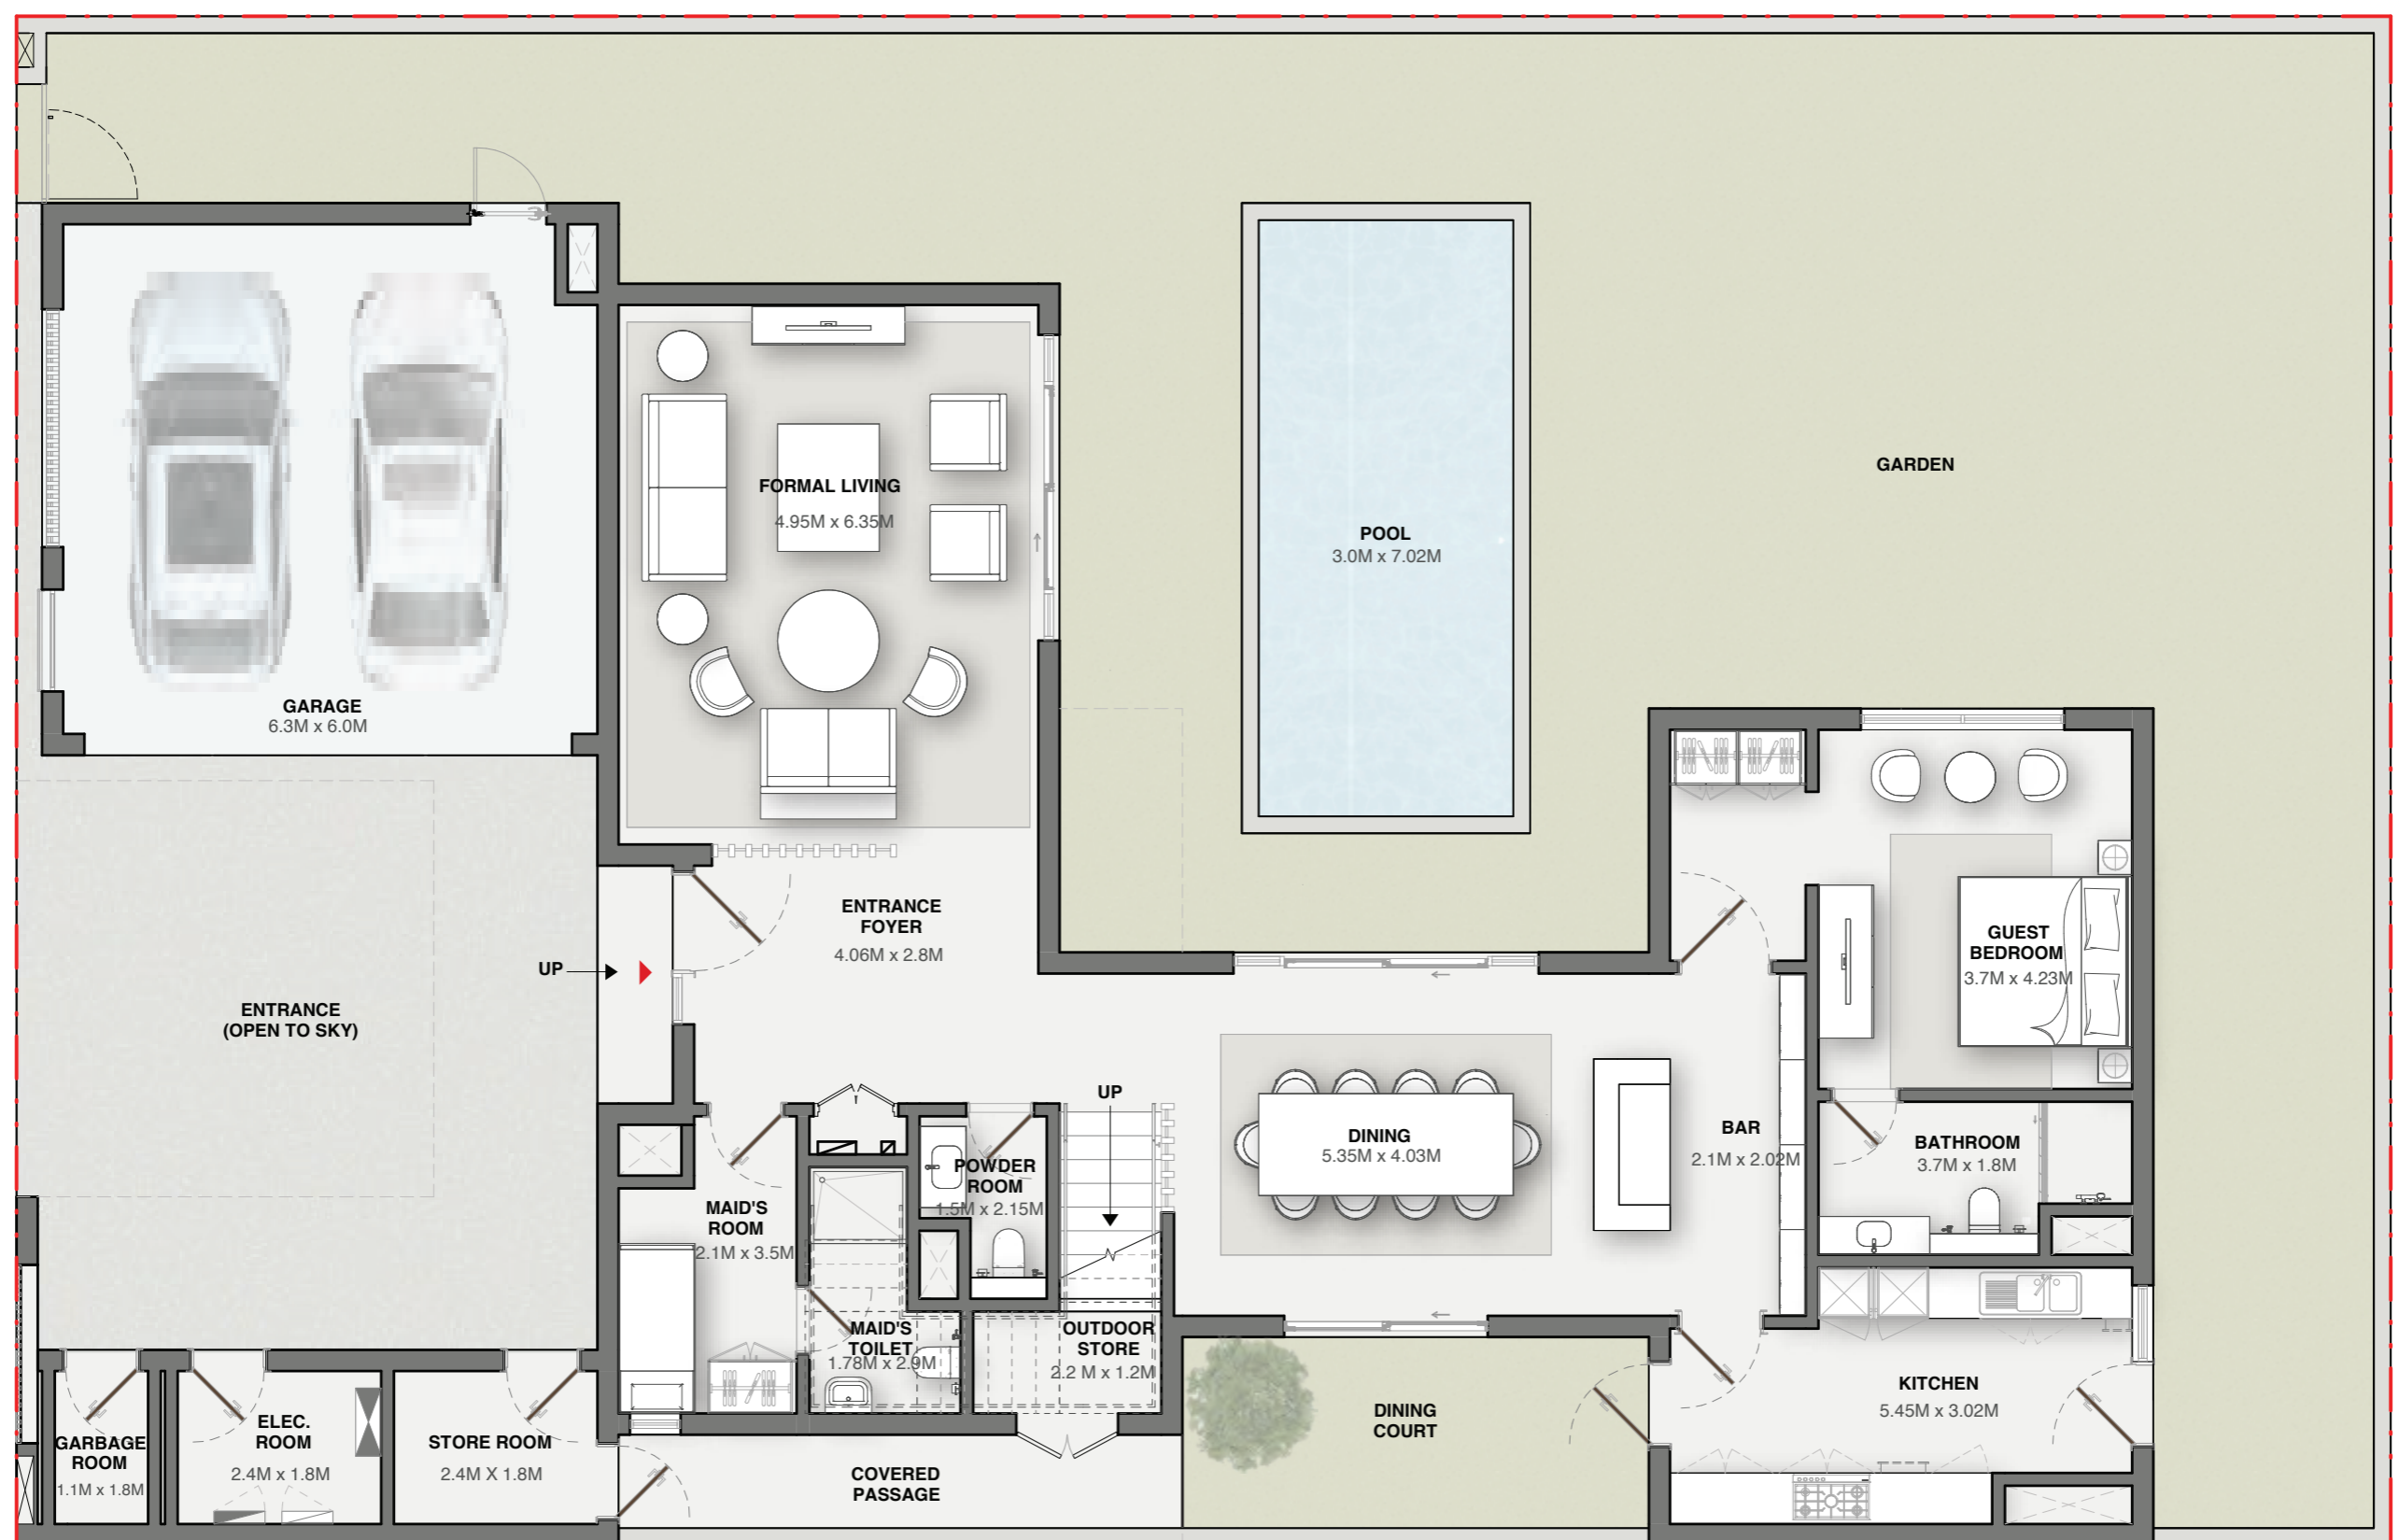 FORMAL LIVING
4.95M x 6.35M
GARDEN
POOL
3.0M x 7.02M
GARAGE
6.3M x 6.0M
ENTRANCE
FOYER
4.06M x 2.8M
UP
ENTRANCE
(OPEN TO SKY)
GUEST
BEDROOM
3.7M x 4.23M
UP
DINING
5.35M x 4.03M
BAR
2.1M x 2.02M
BATHROOM
3.7M x 1.8M
POWDER
ROOM
1.5M x 2.15M
MAID'S
ROOM
2.1M x 3.5M
MAID'S
TOILET
1.78M x 2.9M
OUTDOOR
STORE
2.2 M x 1.2M
KITCHEN
5.45M x 3.02M
DINING
COURT
GARBAGE
ROOM
1.1M x 1.8M
ELEC.
ROOM
2.4M x 1.8M
STORE ROOM
2.4M X 1.8M
COVERED
PASSAGE